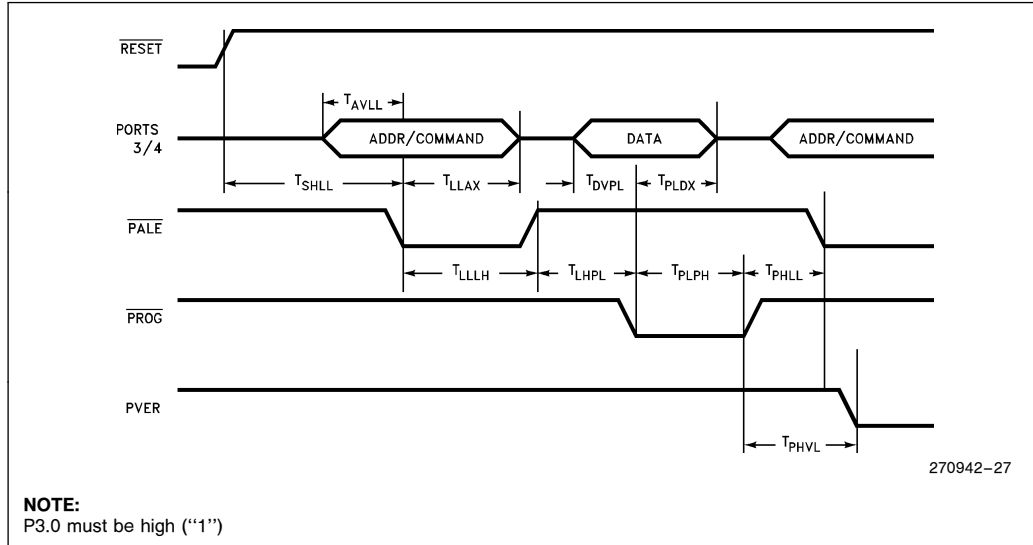 RESET
T_AVLL
PORTS
3/4
ADDR/COMMAND
DATA
ADDR/COMMAND
T_SHLL
T_LLAX
T_DVPL
T_PLDX
PALE
T_LLLH
T_LHPL
T_PLPH
T_PHLL
PROG
PVER
T_PHVL
270942–27
NOTE:
P3.0 must be high (“1”)